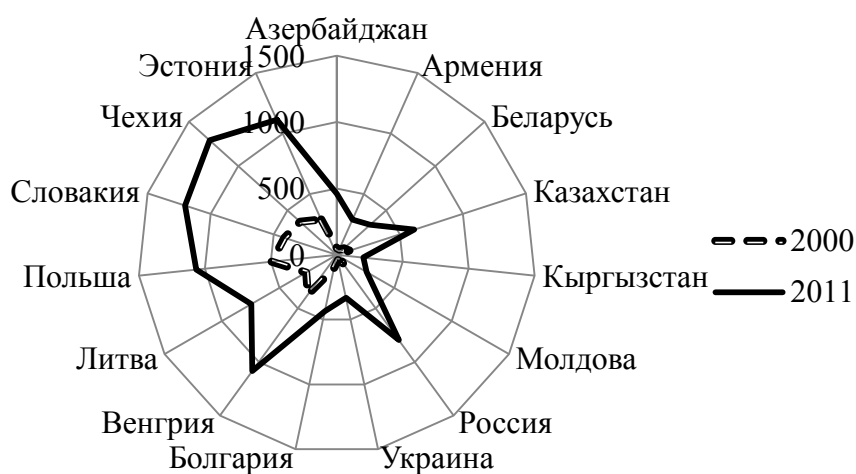 Азербайджан
1500
Эстония
Армения
Чехия
1000
Беларусь
Словакия
500
Казахстан
0
2000
Польша
Кыргызстан
2011
Литва
Молдова
Венгрия
Россия
Болгария
Украина